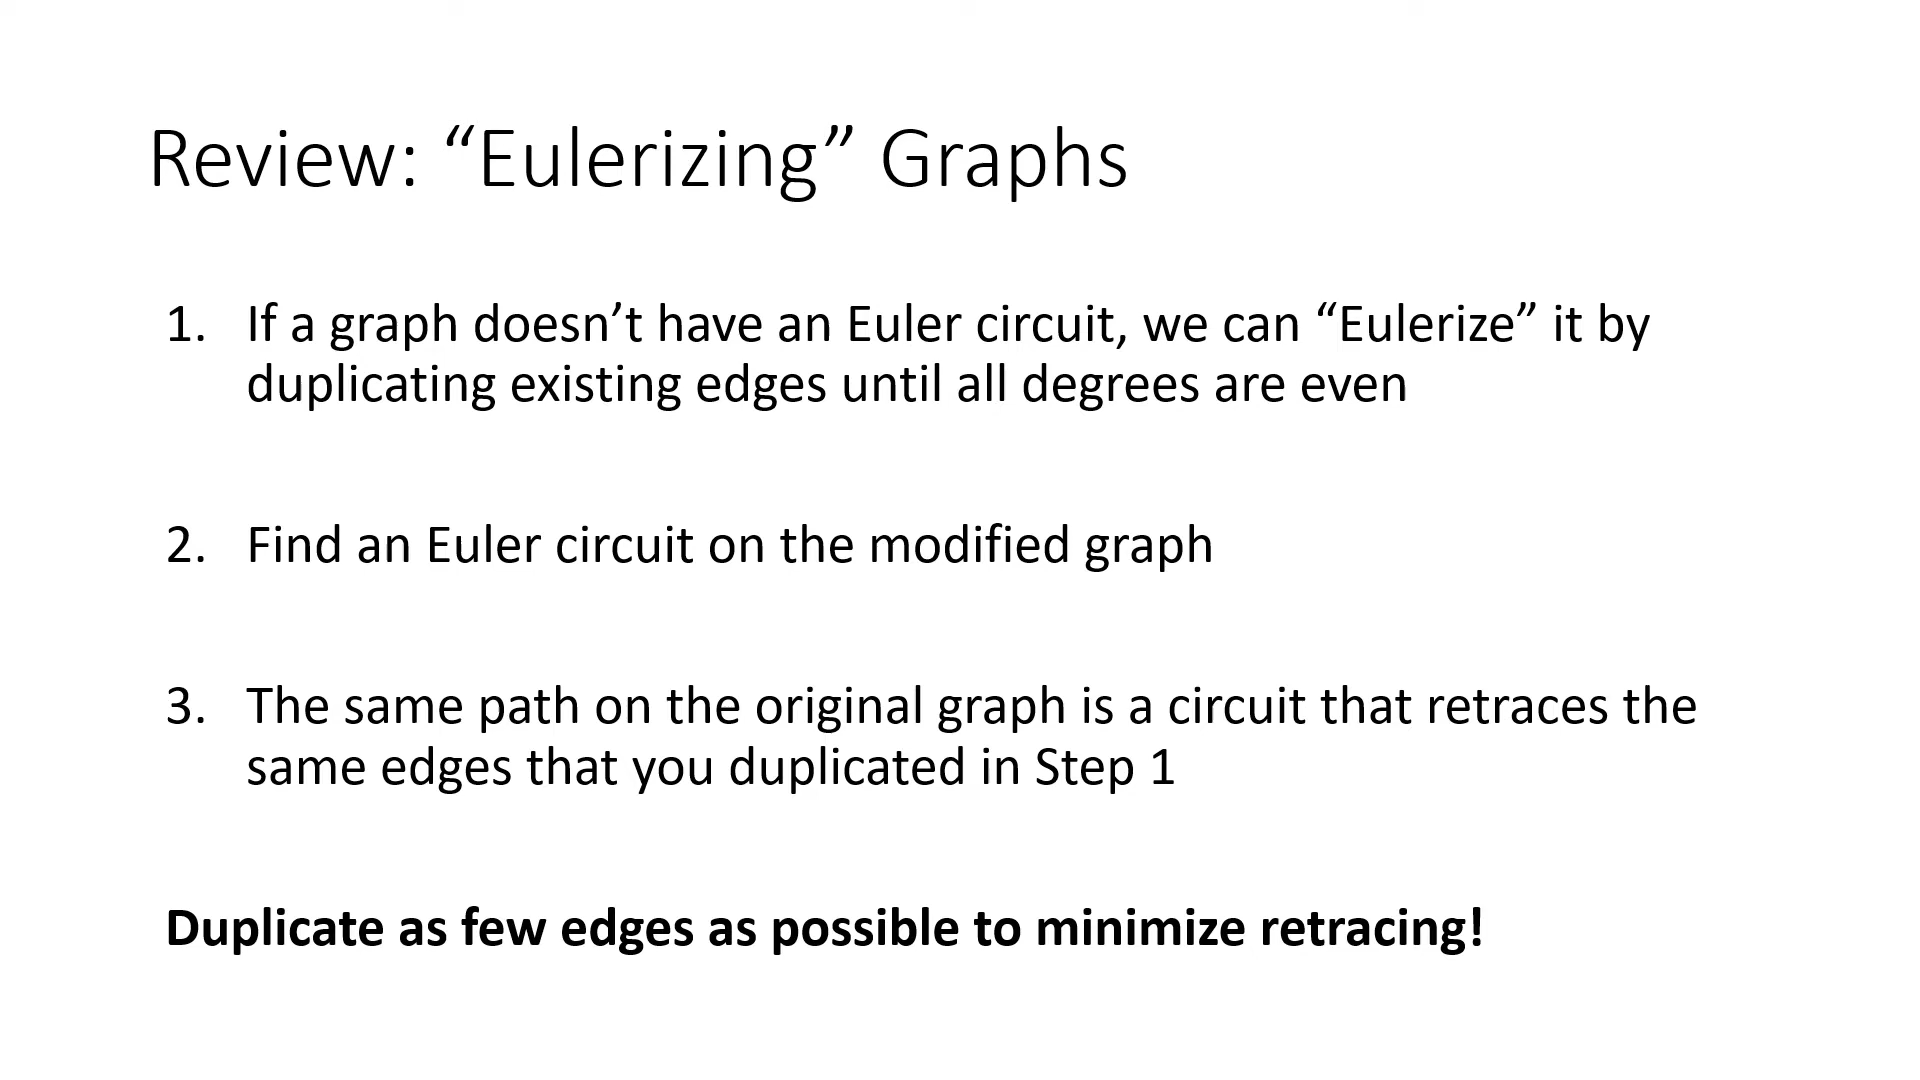 Review: “Eulerizing” Graphs
1. If a graph doesn’t have an Euler circuit, we can “Eulerize” it by
duplicating existing edges until all degrees are even
2. Find an Euler circuit on the modified graph
3. The same path on the original graph is a circuit that retraces the
same edges that you duplicated in Step 1
Duplicate as few edges as possible to minimize retracing!